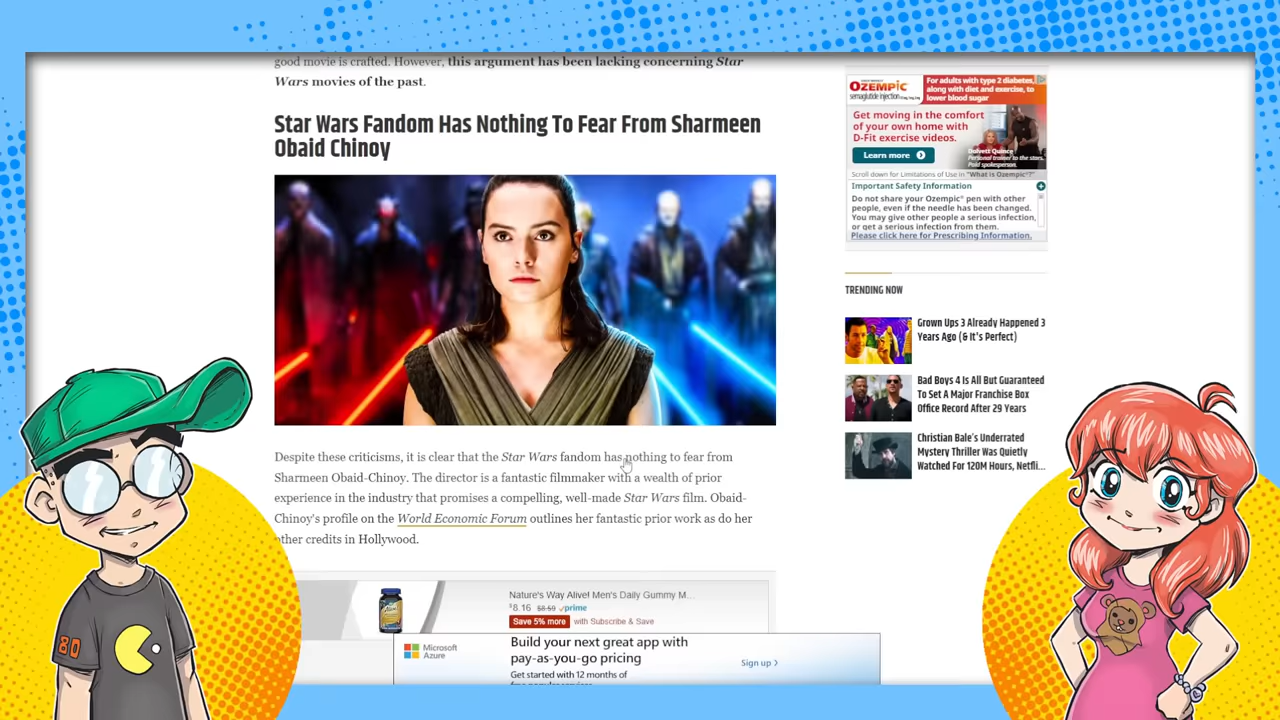 good movie is crafted. However, this argument has been lacking concerning Star
Wars movies of the past.
Star Wars Fandom Has Nothing To Fear From Sharmeen
Obaid Chinoy
Despite these criticisms, it is clear that the Star Wars fandom has nothing to fear from
Sharmeen Obaid-Chinoy. The director is a fantastic filmmaker with a wealth of prior
experience in the industry that promises a compelling, well-made Star Wars film. Obaid-
Chinoy's profile on the World Economic Forum outlines her fantastic prior work as do her
other credits in Hollywood.
Nature's Way Alive! Men's Daily Gummy M...
$8.16 $8.59 prime
Save 5% more with Subscribe & Save
Microsoft
Azure
Build your next great app with
pay-as-you-go pricing
Get started with 12 months of
Sign up
OZEMPIC
semaglutide injection
For adults with type 2 diabetes,
along with diet and exercise, to
lower blood sugar
Get moving in the comfort
of your own home with
D-Fit exercise videos.
Learn more
Dolvett Quince
Personal trainer to the stars.
Paid spokesperson.
Scroll down for Limitations of Use in "What is Ozempic®?"
Important Safety Information
Do not share your Ozempic® pen with other
people, even if the needle has been changed.
You may give other people a serious infection,
or get a serious infection from them.
Please click here for Prescribing Information.
TRENDING NOW
Grown Ups 3 Already Happened 3
Years Ago (& It's Perfect)
Bad Boys 4 Is All But Guaranteed
To Set A Major Franchise Box
Office Record After 29 Years
Christian Bale's Underrated
Mystery Thriller Was Quietly
Watched For 120M Hours, Netfli...
80